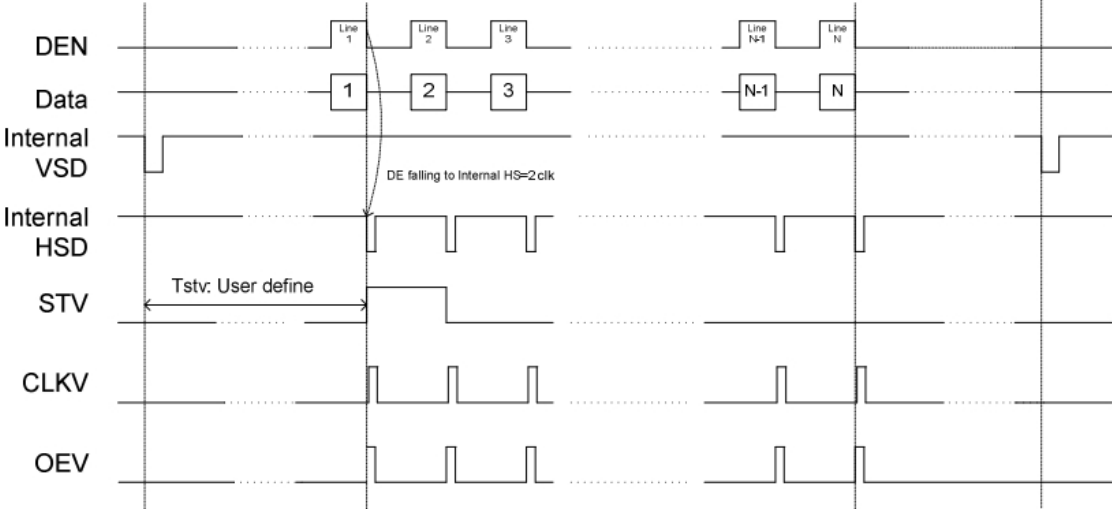 DEN
Line
1
Line
2
Line
3
Line
N-1
Line
N
Data
1
2
3
N-1
N
Internal
VSD
DE falling to Internal HS=2clk
Internal
HSD
Tstv: User define
STV
CLKV
OEV